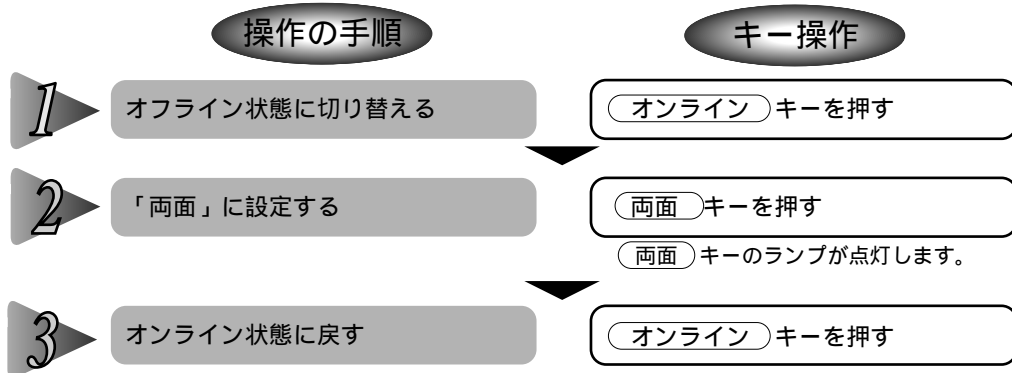 操作の手順
キー操作
1
オフライン状態に切り替える
オンライン キーを押す
2
「両面」に設定する
両面 キーを押す
両面 キーのランプが点灯します。
3
オンライン状態に戻す
オンライン キーを押す